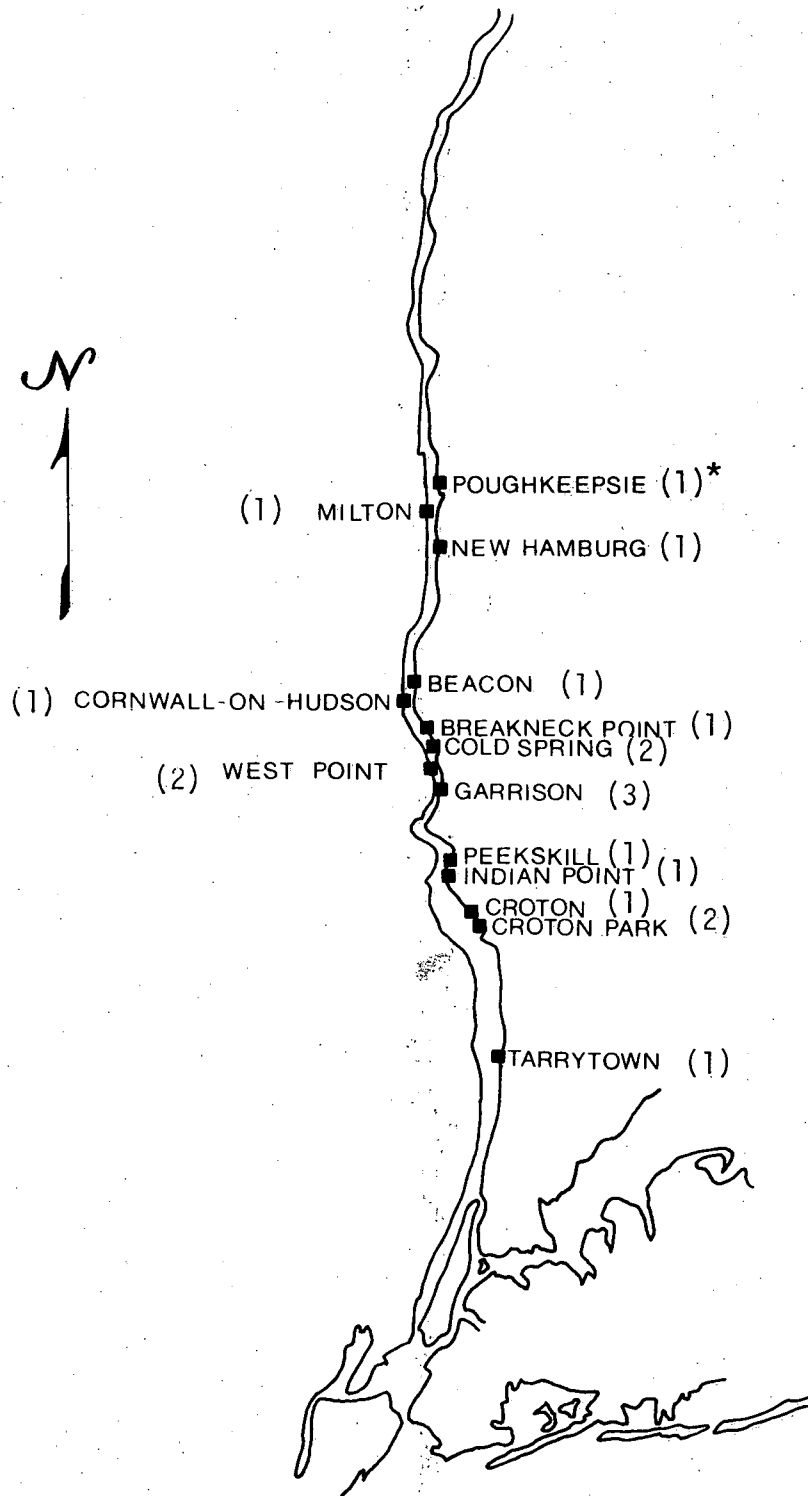 N
POUGHKEEPSIE (1)*
(1) MILTON
NEW HAMBURG (1)
BEACON (1)
(1) CORNWALL-ON-HUDSON
BREAKNECK POINT (1)
COLD SPRING (2)
(2) WEST POINT
GARRISON (3)
PEEKSKILL (1)
INDIAN POINT (1)
CROTON (1)
CROTON PARK (2)
TARRYTOWN (1)